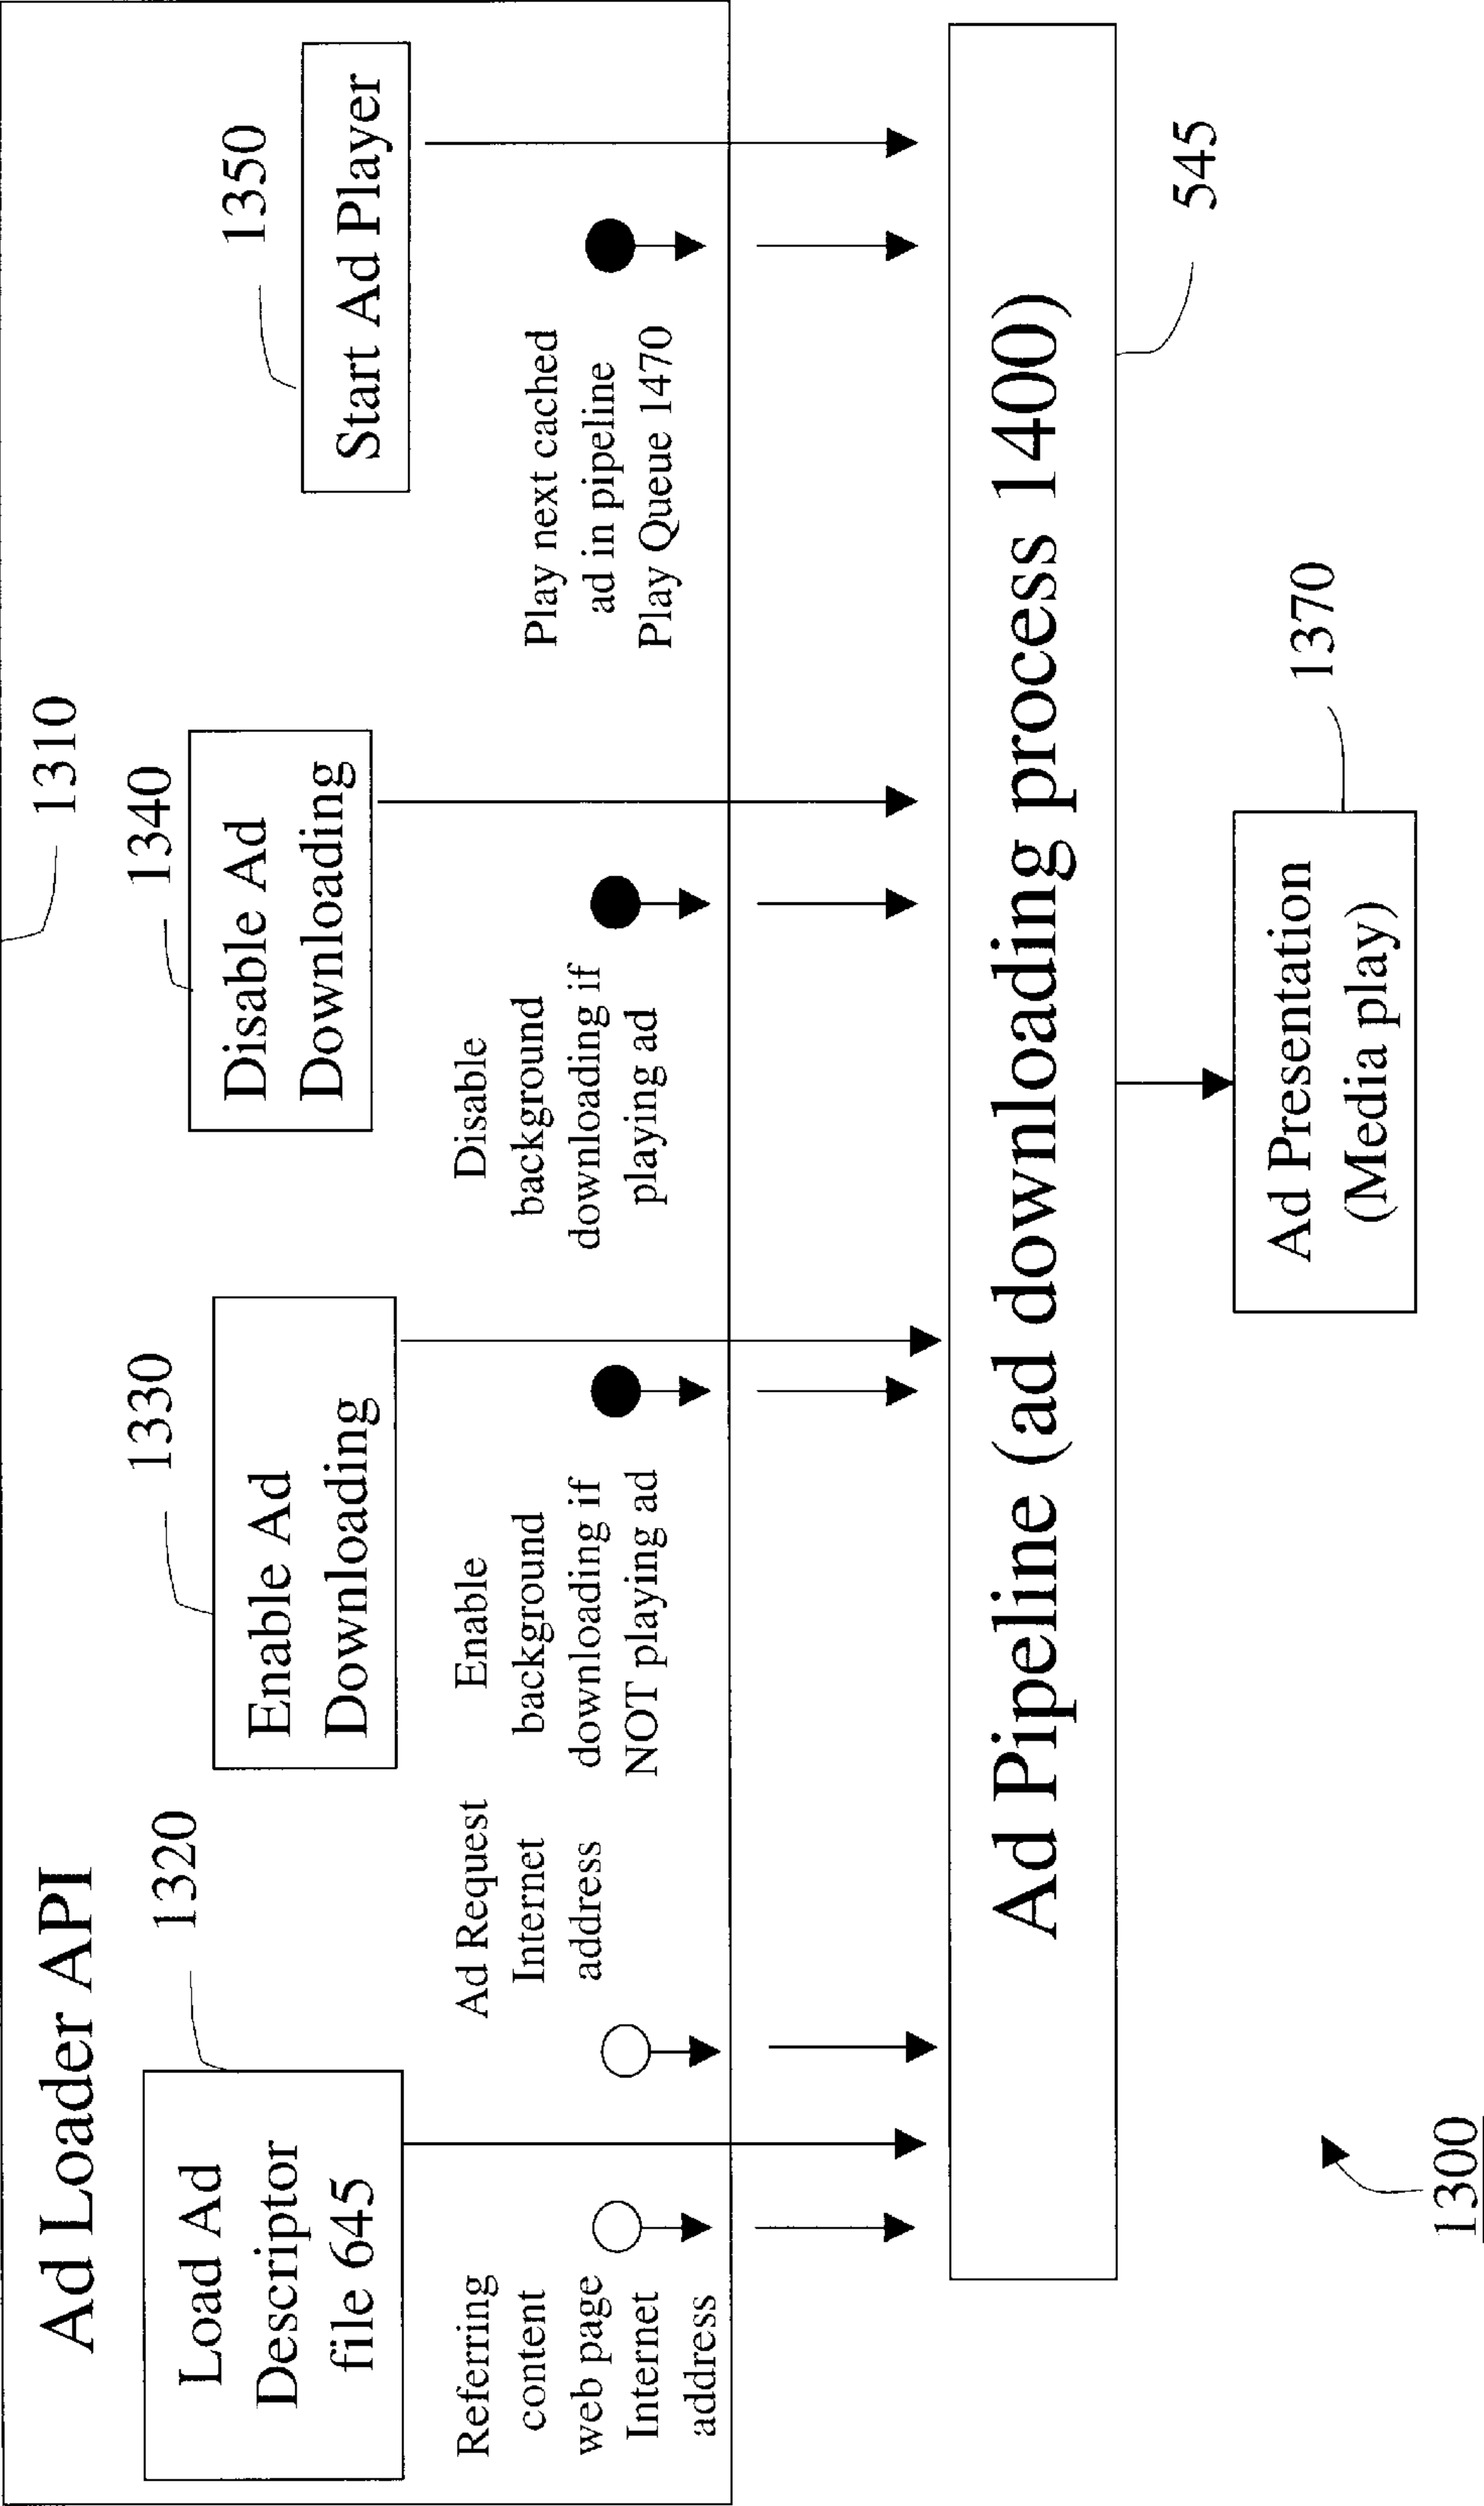 Ad Loader API
1310
1320
Load Ad
Descriptor
file 645
1330
Enable Ad
Downloading
1340
Disable Ad
Downloading
1350
Start Ad Player
Referring
content
web page
Internet
address
Ad Request
Internet
address
Enable
background
downloading if
NOT playing ad
Disable
background
downloading if
playing ad
Play next cached
ad in pipeline
Play Queue 1470
Ad Pipeline (ad downloading process 1400)
545
Ad Presentation
(Media play)
1370
1300